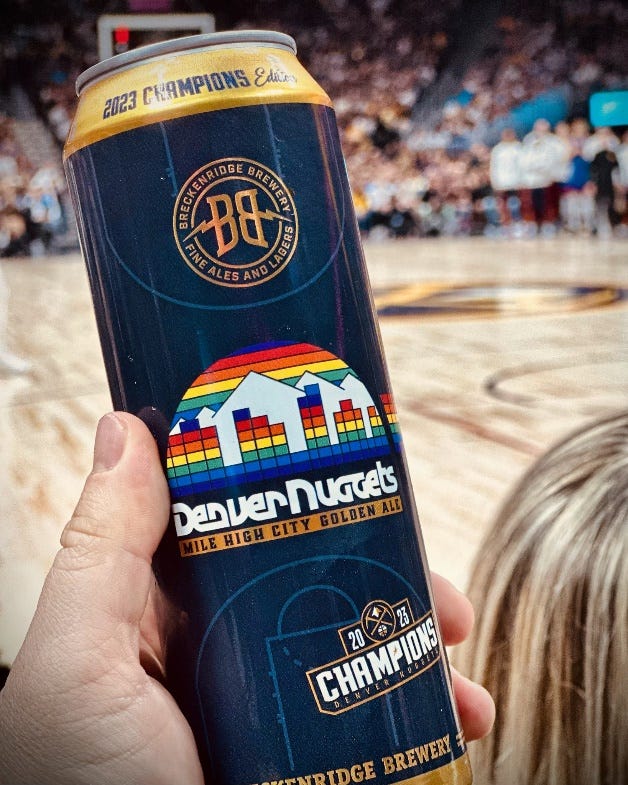 2023 CHAMPIONS Edition
BRECKENRIDGE BREWERY
BB
FINE ALES AND LAGERS
Denver Nuggets
MILE HIGH CITY GOLDEN ALE
20 23
CHAMPIONS
DENVER NUGGETS
BRECKENRIDGE BREWERY